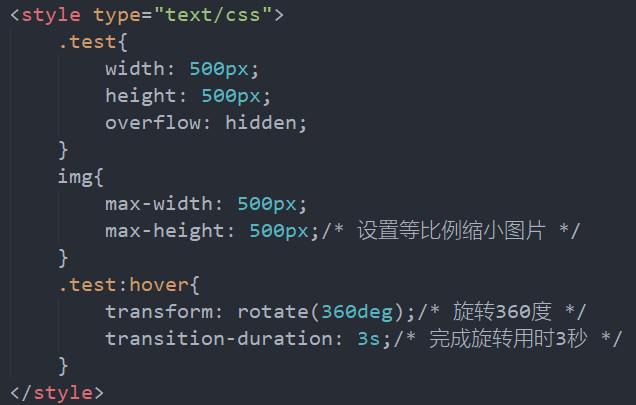 <style type="text/css">
    .test{
        width: 500px;
        height: 500px;
        overflow: hidden;
    }
    img{
        max-width: 500px;
        max-height: 500px;/* 设置等比例缩小图片 */
    }
    .test:hover{
        transform: rotate(360deg);/* 旋转360度 */
        transition-duration: 3s;/* 完成旋转用时3秒 */
    }
</style>